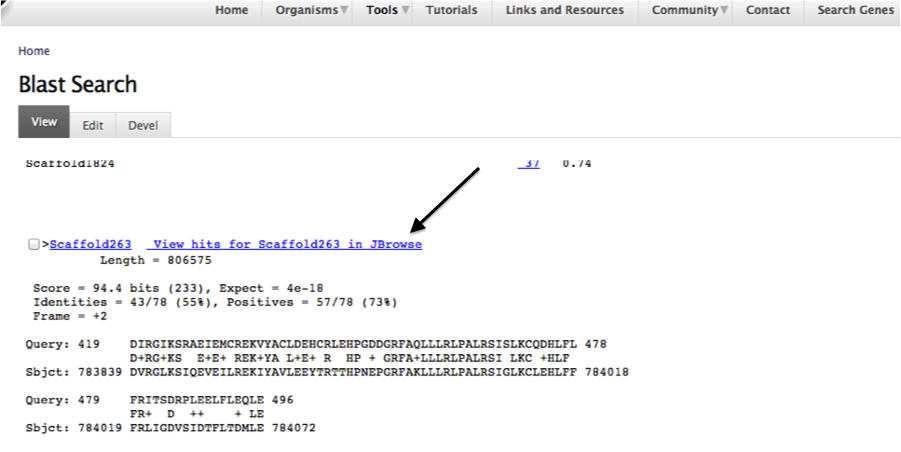 Home Organisms▼ Tools▼ Tutorials Links and Resources Community▼ Contact Search Genes
Home
Blast Search
View Edit Devel
Scaffold1824 37 0.74
>Scaffold263 View hits for Scaffold263 in JBrowse
Length = 806575
Score = 94.4 bits (233), Expect = 4e-18
Identities = 43/78 (55%), Positives = 57/78 (73%)
Frame = +2
Query: 419 DIRGIKSRAEIEMCREKVYACLDEHCRLEHPGDDGRFAQLLLRLPALRSISLKCQDHLFL 478
D+RG+KS E+E+ REK+YA L+E+ R HP + GRFA+LLLRLPALRSI LKC +HLF
Sbjct: 783839 DVRGLKSIQEVEILREKIYAVLEEYTRTTHPNEPGRFAKLLLRLPALRSIGLKCLEHLFF 784018
Query: 479 FRITSDRPLEELFLEQLE 496
FR+ D ++ + LE
Sbjct: 784019 FRLIGDVSIDTFLTDMLE 784072